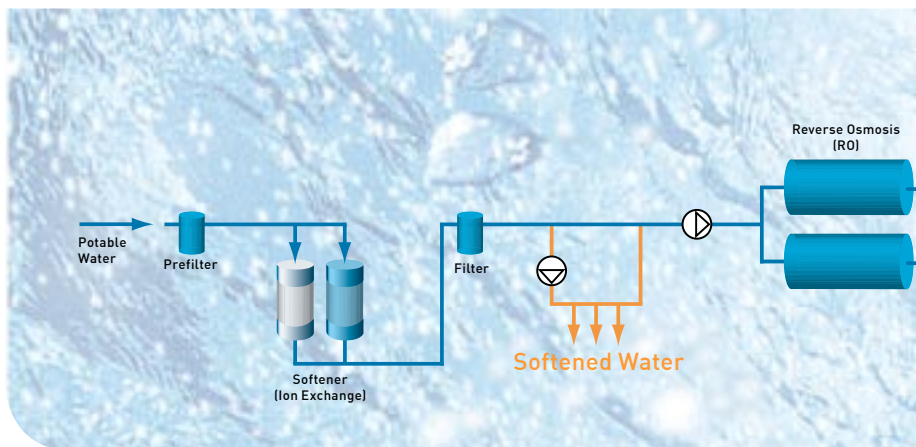 Reverse Osmosis
(RO)
Potable
Water
Prefilter
Filter
Softened Water
Softener
(Ion Exchange)